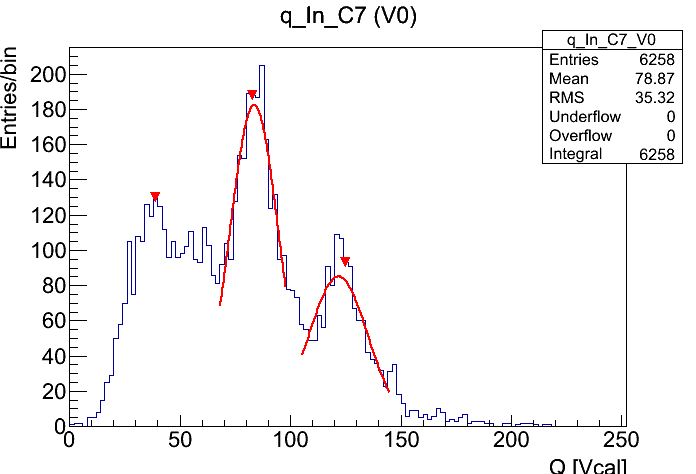 q_In_C7 (V0)
q_In_C7_V0
Entries 6258
Mean 78.87
RMS 35.32
Underflow 0
Overflow 0
Integral 6258
Entries/bin
200
180
160
140
120
100
80
60
40
20
0
0 50 100 150 200 250
Q [Vcal]